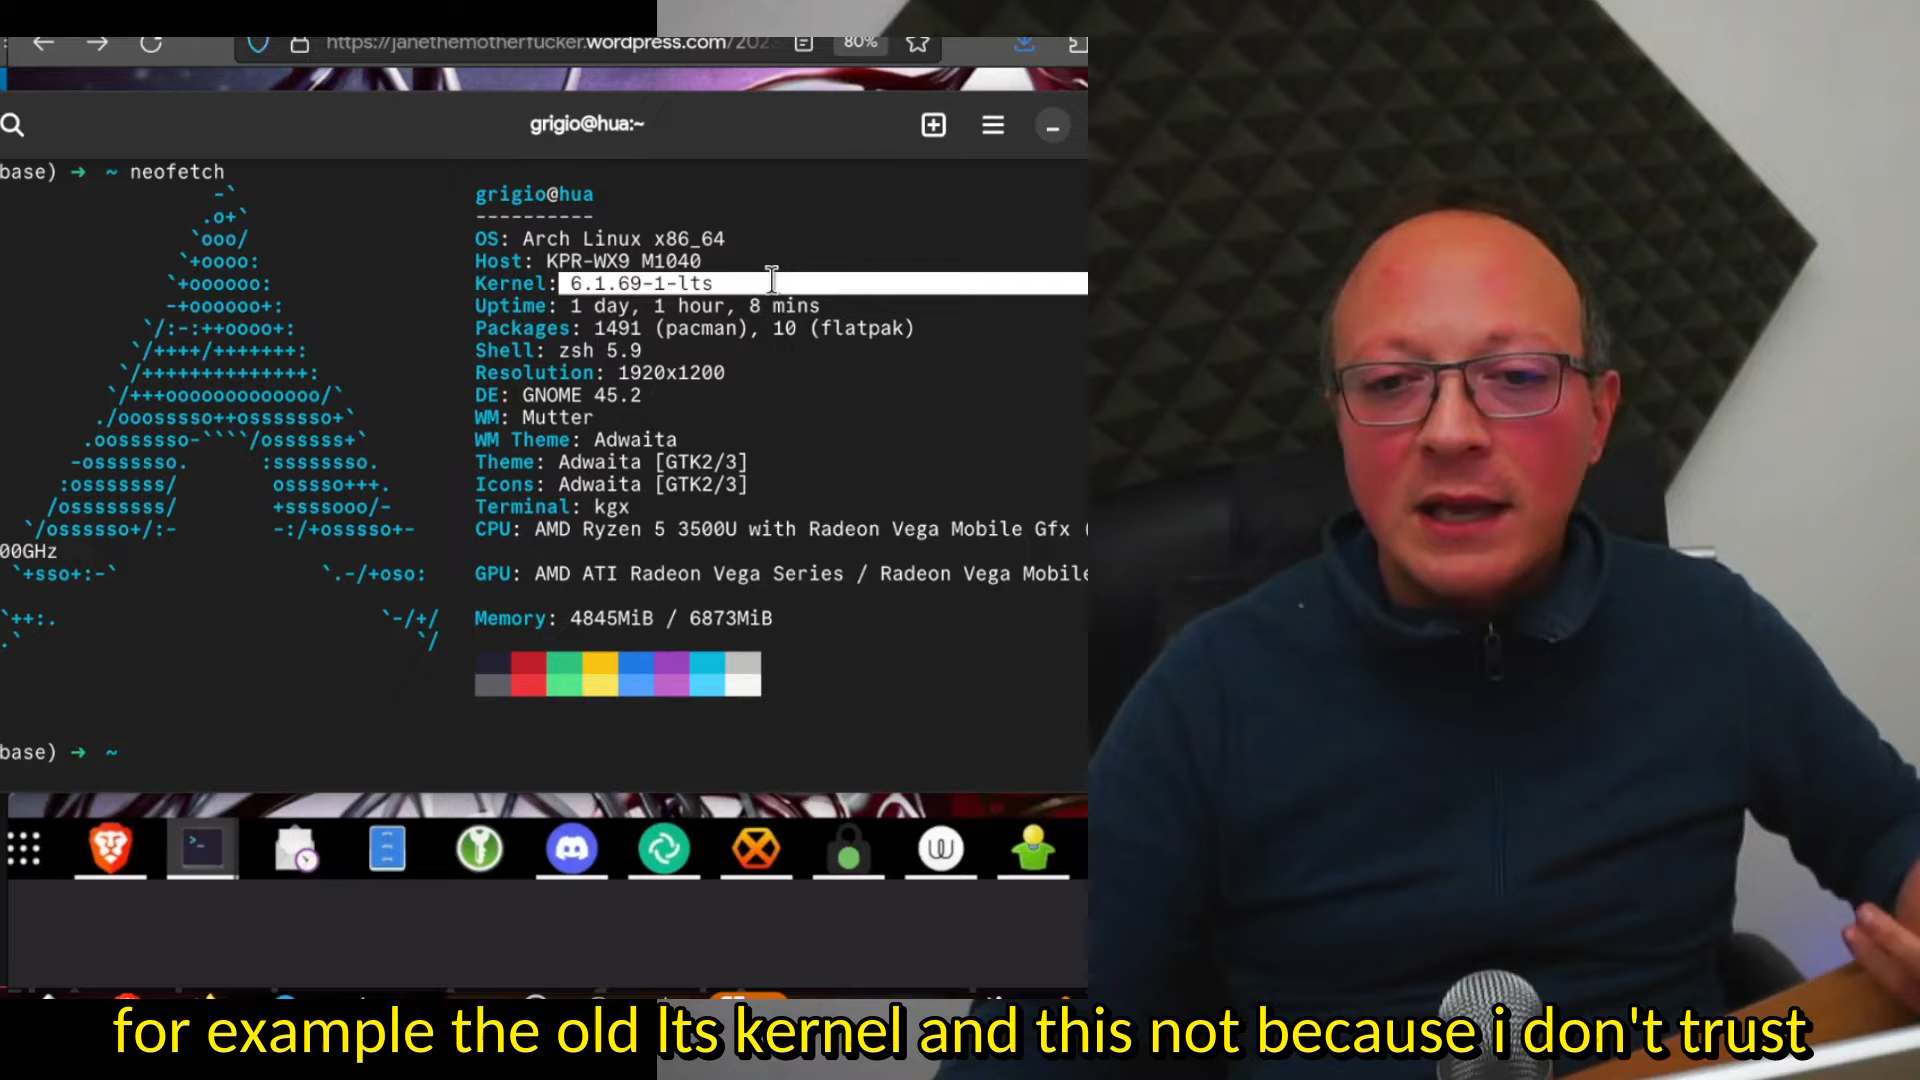 https://janethemotherfucker.wordpress.com/202
80%
grigio@hua:~
base) → ~ neofetch
grigio@hua
----------
OS: Arch Linux x86_64
Host: KPR-WX9 M1040
Kernel: 6.1.69-1-lts
Uptime: 1 day, 1 hour, 8 mins
Packages: 1491 (pacman), 10 (flatpak)
Shell: zsh 5.9
Resolution: 1920x1200
DE: GNOME 45.2
WM: Mutter
WM Theme: Adwaita
Theme: Adwaita [GTK2/3]
Icons: Adwaita [GTK2/3]
Terminal: kgx
CPU: AMD Ryzen 5 3500U with Radeon Vega Mobile Gfx (
00GHz
GPU: AMD ATI Radeon Vega Series / Radeon Vega Mobile
Memory: 4845MiB / 6873MiB
base) → ~
for example the old lts kernel and this not because i don't trust